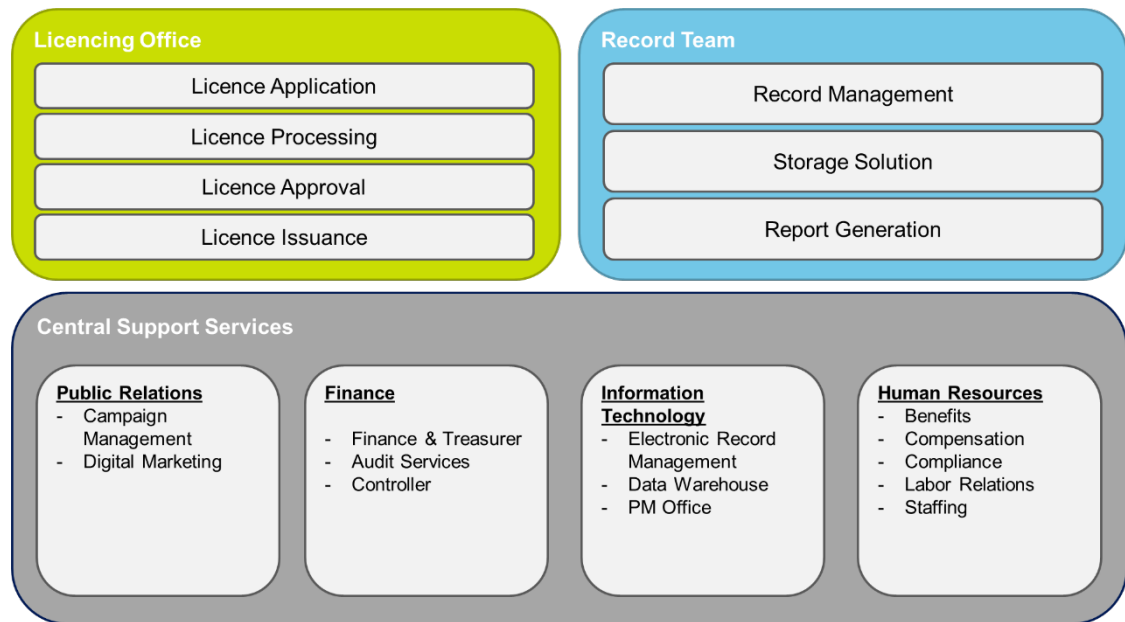 Licencing Office
Licence Application
Licence Processing
Licence Approval
Licence Issuance
Record Team
Record Management
Storage Solution
Report Generation
Central Support Services
Public Relations
- Campaign
Management
- Digital Marketing
Finance
- Finance & Treasurer
- Audit Services
- Controller
Information
Technology
- Electronic Record
Management
- Data Warehouse
- PM Office
Human Resources
- Benefits
- Compensation
- Compliance
- Labor Relations
- Staffing